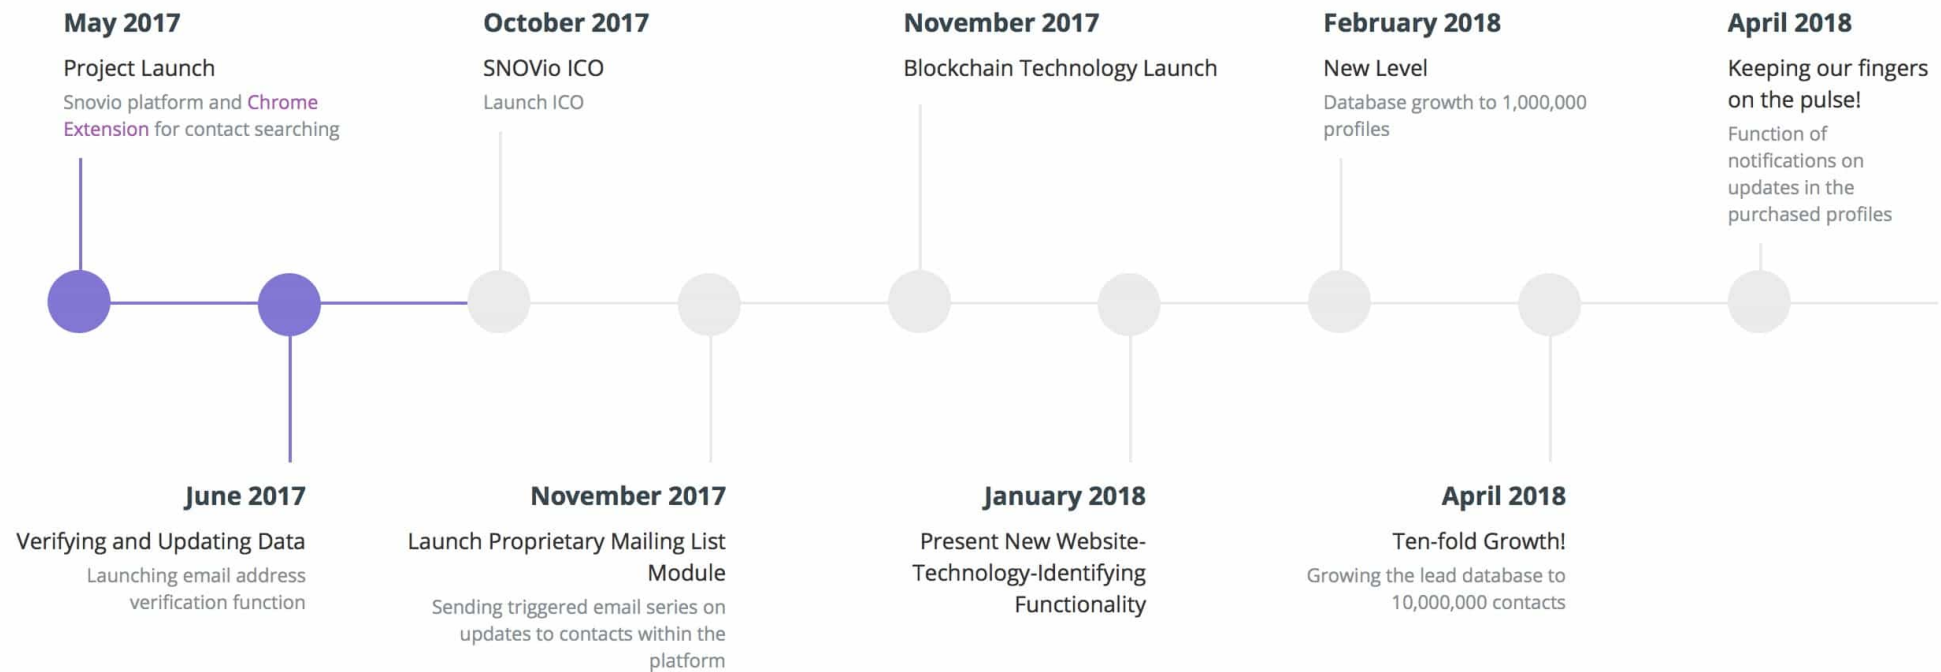 May 2017
Project Launch
Snovio platform and Chrome
Extension for contact searching
October 2017
SNOVio ICO
Launch ICO
November 2017
Blockchain Technology Launch
February 2018
New Level
Database growth to 1,000,000
profiles
April 2018
Keeping our fingers
on the pulse!
Function of
notifications on
updates in the
purchased profiles
June 2017
Verifying and Updating Data
Launching email address
verification function
November 2017
Launch Proprietary Mailing List
Module
Sending triggered email series on
updates to contacts within the
platform
January 2018
Present New Website-
Technology-Identifying
Functionality
April 2018
Ten-fold Growth!
Growing the lead database to
10,000,000 contacts